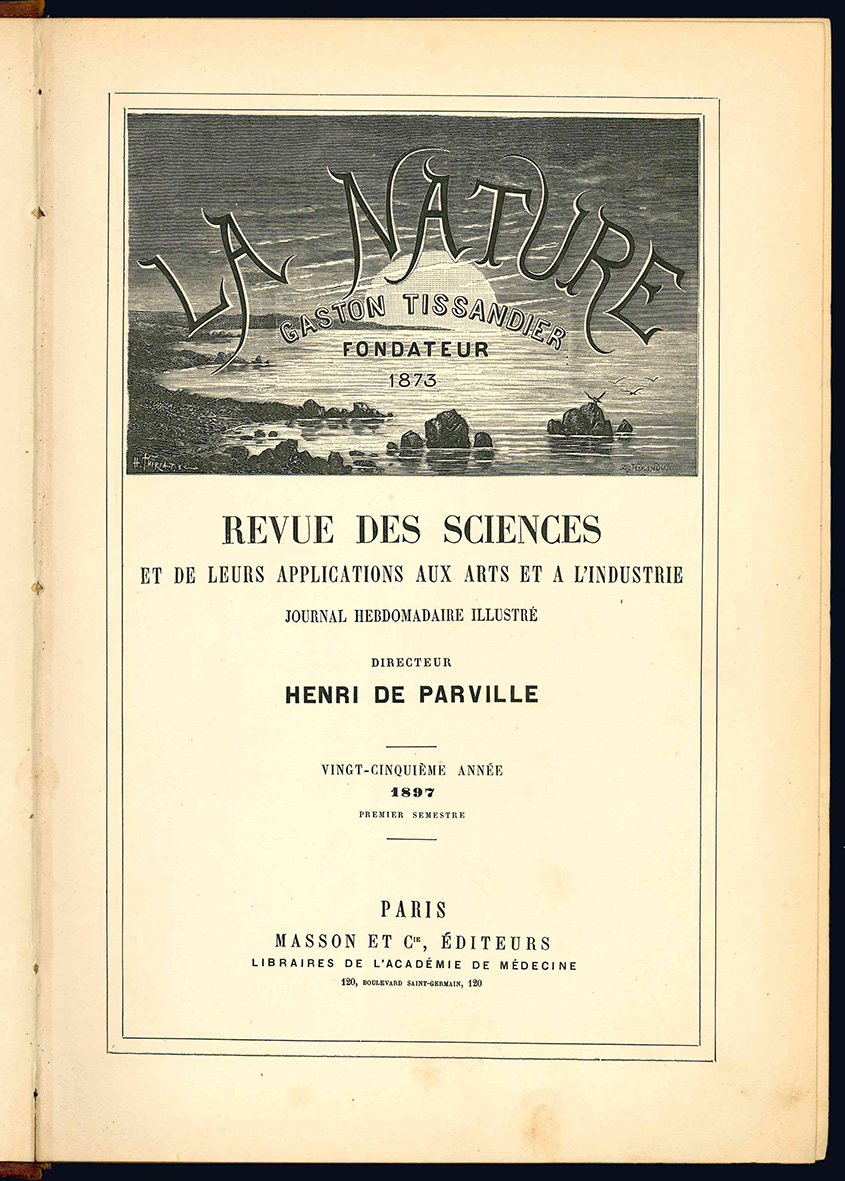 LA NATURE
GASTON TISSANDIER
FONDATEUR
1873
H. THIRIAT. SC
REVUE DES SCIENCES
ET DE LEURS APPLICATIONS AUX ARTS ET A L'INDUSTRIE
JOURNAL HEBDOMADAIRE ILLUSTRÉ
DIRECTEUR
HENRI DE PARVILLE
VINGT-CINQUIÈME ANNÉE
1897
PREMIER SEMESTRE
PARIS
MASSON ET Cie, ÉDITEURS
LIBRAIRES DE L'ACADÉMIE DE MÉDECINE
120, BOULEVARD SAINT-GERMAIN, 120